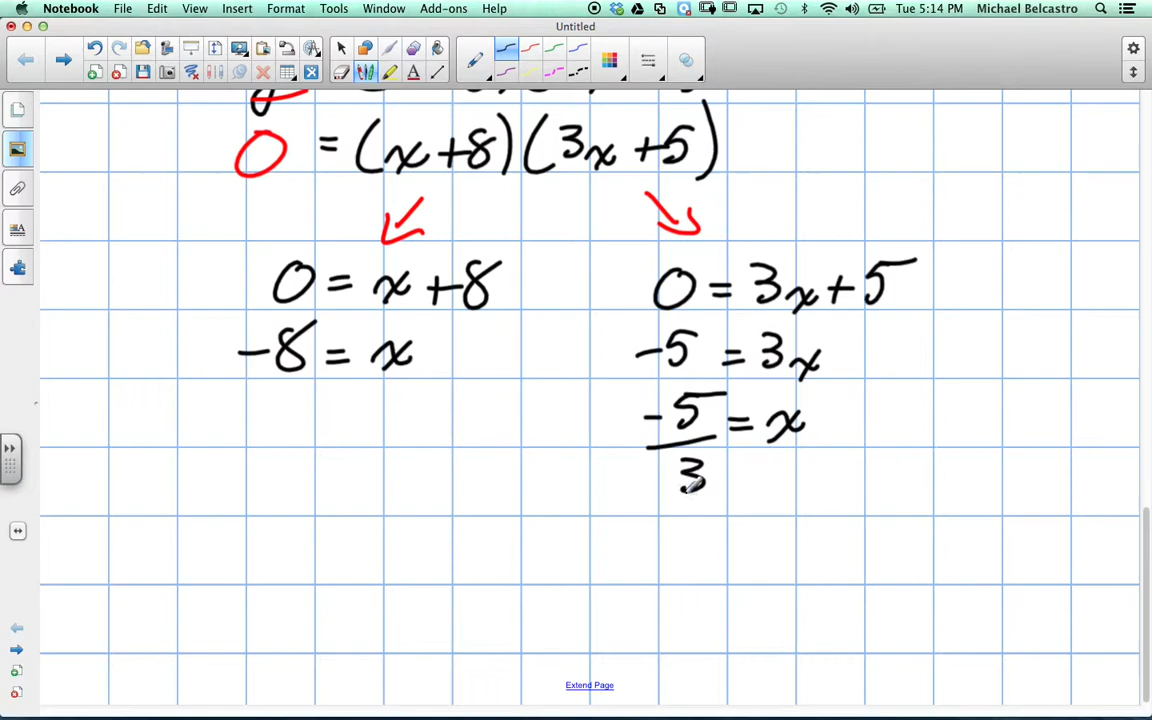 Notebook File Edit View Insert Format Tools Window Add-ons Help Tue 5:14 PM Michael Belcastro
Untitled
0 = (x+8)(3x+5)
0 = x+8 0 = 3x+5
-8 = x -5 = 3x
-5/3 = x
Extend Page